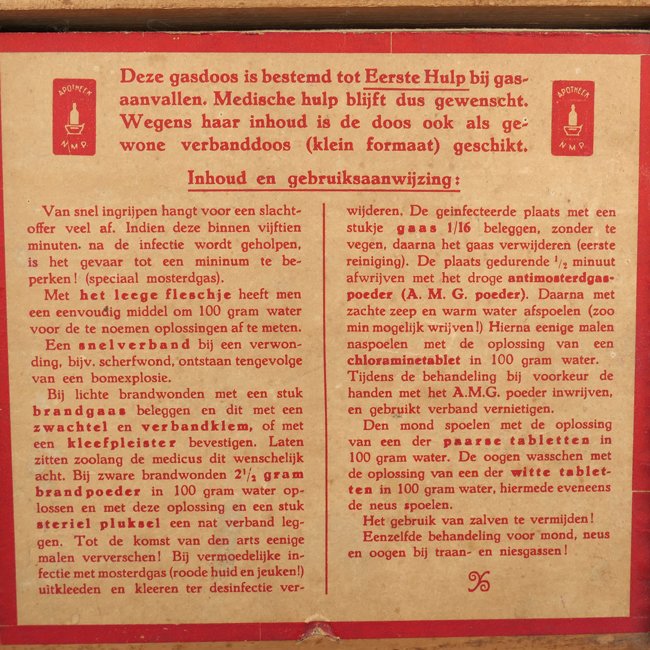 APOTHEEK
N.M.P.
Deze gasdoos is bestemd tot Eerste Hulp bij gas-
aanvallen. Medische hulp blijft dus gewenscht.
Wegens haar inhoud is de doos ook als ge-
wone verbanddoos (klein formaat) geschikt.
APOTHEEK
N.M.P.
Inhoud en gebruiksaanwijzing:
Van snel ingrijpen hangt voor een slacht-
offer veel af. Indien deze binnen vijftien
minuten. na de infectie wordt geholpen,
is het gevaar tot een mininum te be-
perken! (speciaal mosterdgas).
Met het leege fleschje heeft men
een eenvoudig middel om 100 gram water
voor de te noemen oplossingen af te meten.
Een snelverband bij een verwon-
ding, bijv. scherfwond, ontstaan tengevolge
van een bomexplosie.
Bij lichte brandwonden met een stuk
brandgaas beleggen en dit met een
zwachtel en verbandklem, of met
een kleefpleister bevestigen. Laten
zitten zoolang de medicus dit wenschelijk
acht. Bij zware brandwonden 2½ gram
brandpoeder in 100 gram water op-
lossen en met deze oplossing en een stuk
steriel pluksel een nat verband leg-
gen. Tot de komst van den arts eenige
malen ververschen! Bij vermoedelijke in-
fectie met mosterdgas (roode huid en jeuken!)
uitkleeden en kleeren ter desinfectie ver-
wijderen. De geinfecteerde plaats met een
stukje gaas 1/16 beleggen, zonder te
vegen, daarna het gaas verwijderen (eerste
reiniging). De plaats gedurende ½ minuut
afwrijven met het droge antimosterdgas-
poeder (A. M. G. poeder). Daarna met
zachte zeep en warm water afspoelen (zoo
min mogelijk wrijven!) Hierna eenige malen
naspoelen met de oplossing van een
chloraminetablet in 100 gram water.
Tijdens de behandeling bij voorkeur de
handen met het A.M.G. poeder inwrijven,
en gebruikt verband vernietigen.
Den mond spoelen met de oplossing
van een der paarse tabletten in
100 gram water. De oogen wasschen met
de oplossing van een der witte tablet-
ten in 100 gram water, hiermede eveneens
de neus spoelen.
Het gebruik van zalven te vermijden!
Eenzelfde behandeling voor mond, neus
en oogen bij traan- en niesgassen!